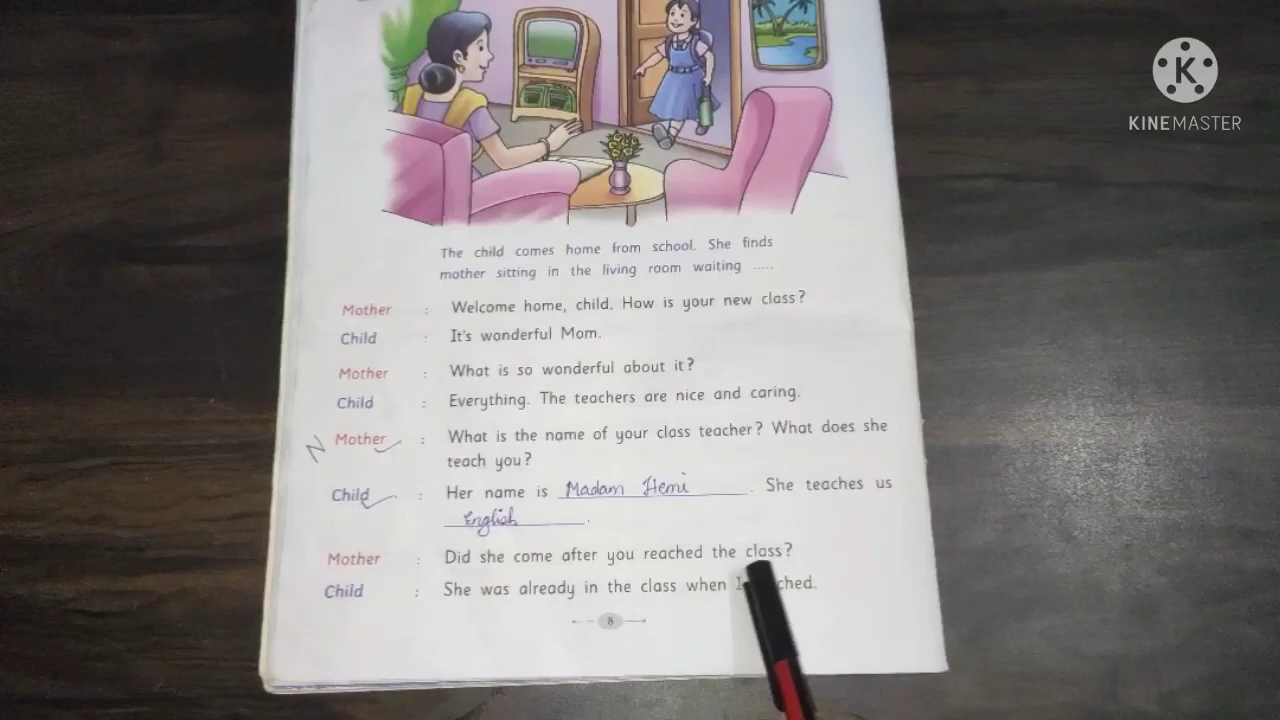 KINEMASTER
The child comes home from school. She finds
mother sitting in the living room waiting .....
Mother : Welcome home, child. How is your new class?
Child : It's wonderful Mom.
Mother : What is so wonderful about it?
Child : Everything. The teachers are nice and caring.
N Mother : What is the name of your class teacher? What does she
teach you?
Child : Her name is Madam Hemi. She teaches us
English.
Mother : Did she come after you reached the class?
Child : She was already in the class when I ched.
8